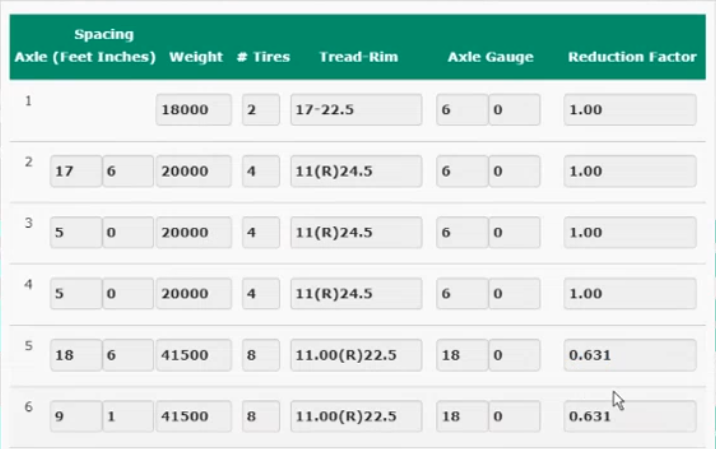 Spacing
Axle (Feet Inches) Weight # Tires Tread-Rim Axle Gauge Reduction Factor
1 18000 2 17-22.5 6 0 1.00
2 17 6 20000 4 11(R)24.5 6 0 1.00
3 5 0 20000 4 11(R)24.5 6 0 1.00
4 5 0 20000 4 11(R)24.5 6 0 1.00
5 18 6 41500 8 11.00(R)22.5 18 0 0.631
6 9 1 41500 8 11.00(R)22.5 18 0 0.631